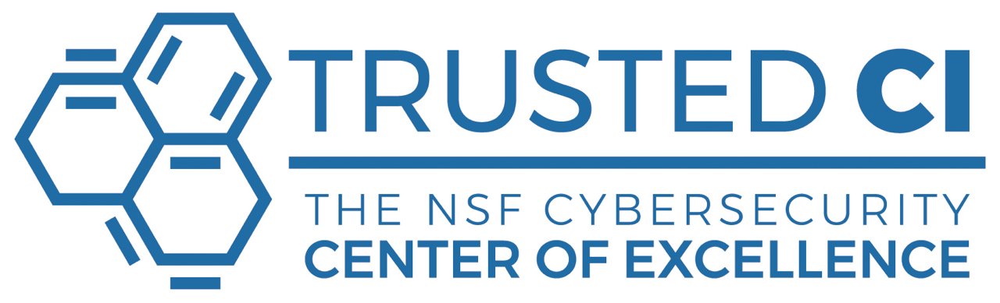 TRUSTED CI
THE NSF CYBERSECURITY
CENTER OF EXCELLENCE